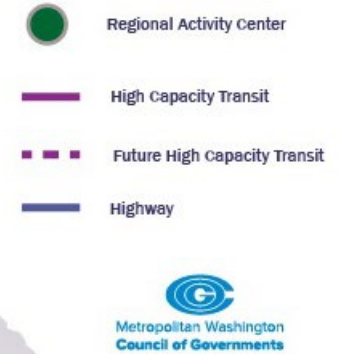 Regional Activity Center
High Capacity Transit
Future High Capacity Transit
Highway
Metropolitan Washington
Council of Governments